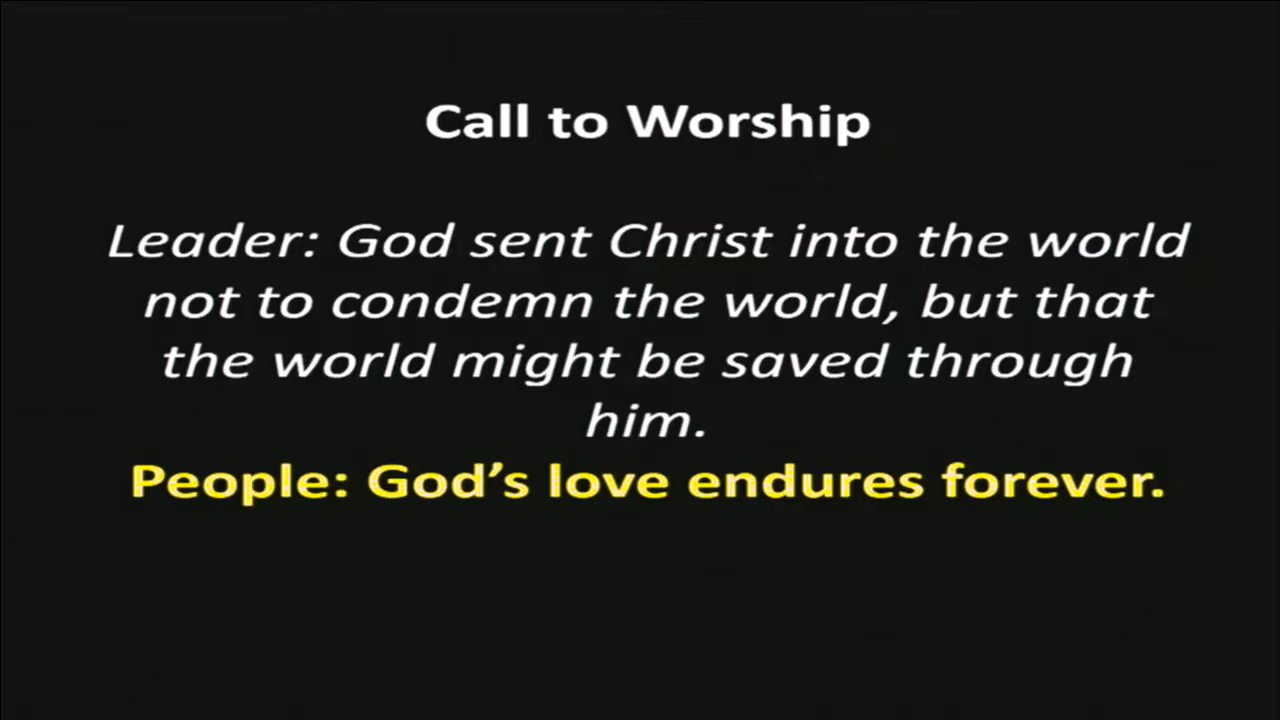 Call to Worship
Leader: God sent Christ into the world
not to condemn the world, but that
the world might be saved through
him.
People: God’s love endures forever.